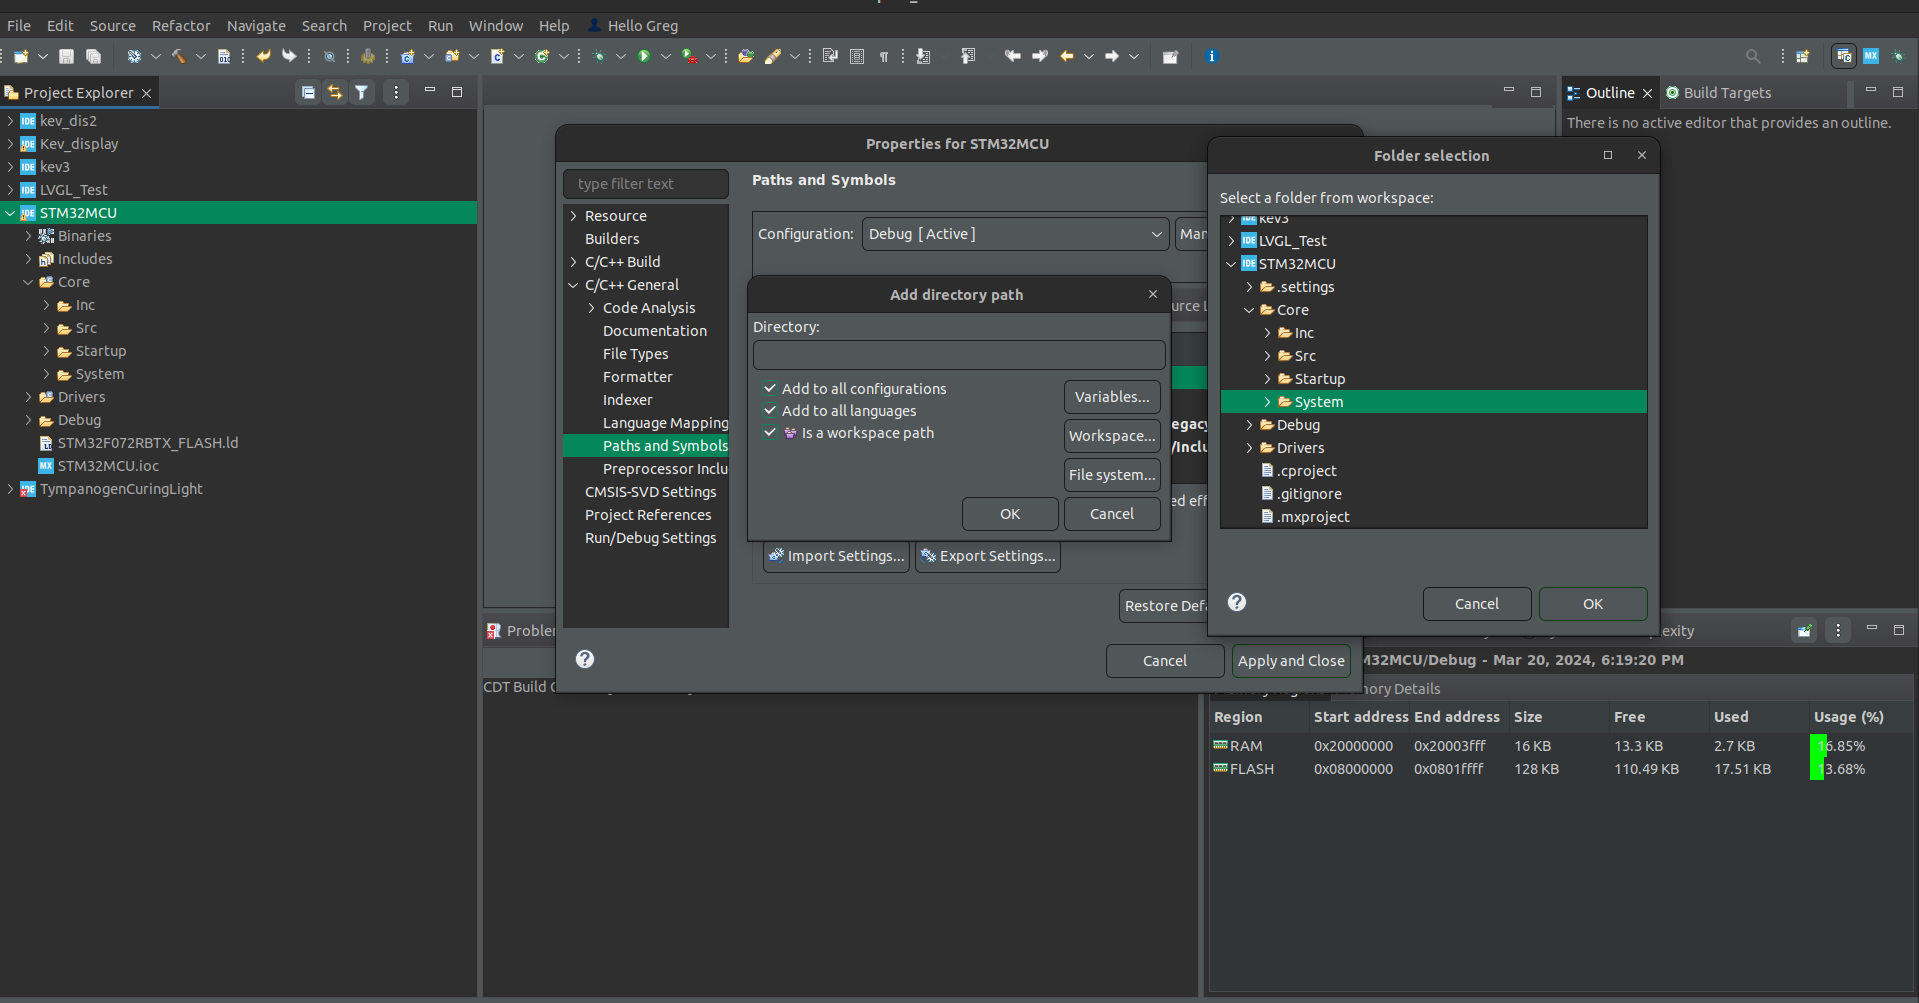 File Edit Source Refactor Navigate Search Project Run Window Help Hello Greg
Project Explorer
kev_dis2
Kev_display
kev3
LVGL_Test
STM32MCU
Binaries
Includes
Core
Inc
Src
Startup
System
Drivers
Debug
STM32F072RBTX_FLASH.ld
STM32MCU.ioc
TympanogenCuringLight
Properties for STM32MCU
type filter text
Resource
Builders
C/C++ Build
C/C++ General
Code Analysis
Documentation
File Types
Formatter
Indexer
Language Mapping
Paths and Symbols
Preprocessor Inclu
CMSIS-SVD Settings
Project References
Run/Debug Settings
Paths and Symbols
Configuration: Debug [ Active ] Man
urce L
egacy
/Inclu
ed eff
Import Settings... Export Settings...
Restore Defa
Cancel Apply and Close
Add directory path
Directory:
Add to all configurations
Add to all languages
Is a workspace path
Variables...
Workspace...
File system...
OK Cancel
Folder selection
Select a folder from workspace:
kev3
LVGL_Test
STM32MCU
.settings
Core
Inc
Src
Startup
System
Debug
Drivers
.cproject
.gitignore
.mxproject
Cancel OK
Outline Build Targets
There is no active editor that provides an outline.
Problem
CDT Build C
plexity
M32MCU/Debug - Mar 20, 2024, 6:19:20 PM
mory Details
Region Start address End address Size Free Used Usage (%)
RAM 0x20000000 0x20003fff 16 KB 13.3 KB 2.7 KB 16.85%
FLASH 0x08000000 0x0801ffff 128 KB 110.49 KB 17.51 KB 13.68%